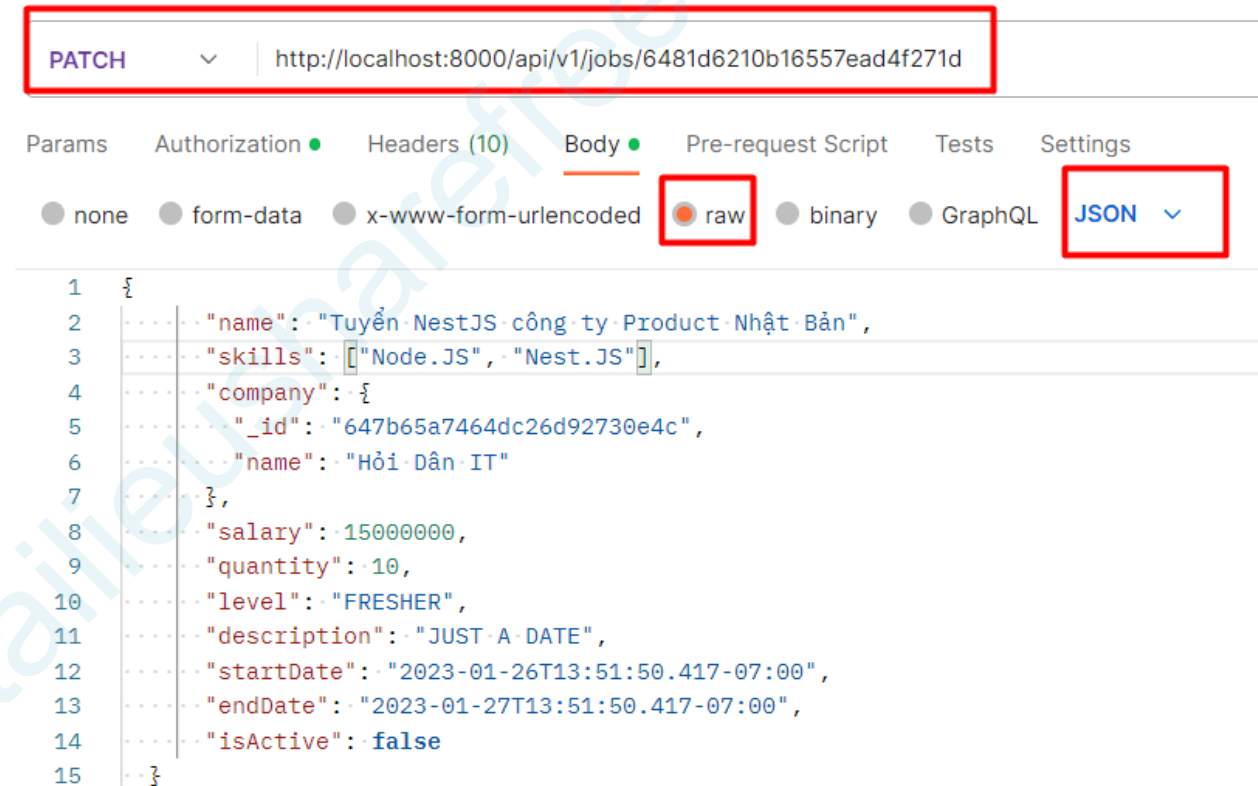 PATCH http://localhost:8000/api/v1/jobs/6481d6210b16557ead4f271d
Params Authorization Headers (10) Body Pre-request Script Tests Settings
none form-data x-www-form-urlencoded raw binary GraphQL JSON
1 {
2 "name": "Tuyển NestJS công ty Product Nhật Bản",
3 "skills": ["Node.JS", "Nest.JS"],
4 "company": {
5 "_id": "647b65a7464dc26d92730e4c",
6 "name": "Hỏi Dân IT"
7 },
8 "salary": 15000000,
9 "quantity": 10,
10 "level": "FRESHER",
11 "description": "JUST A DATE",
12 "startDate": "2023-01-26T13:51:50.417-07:00",
13 "endDate": "2023-01-27T13:51:50.417-07:00",
14 "isActive": false
15 }
tailieusharefree